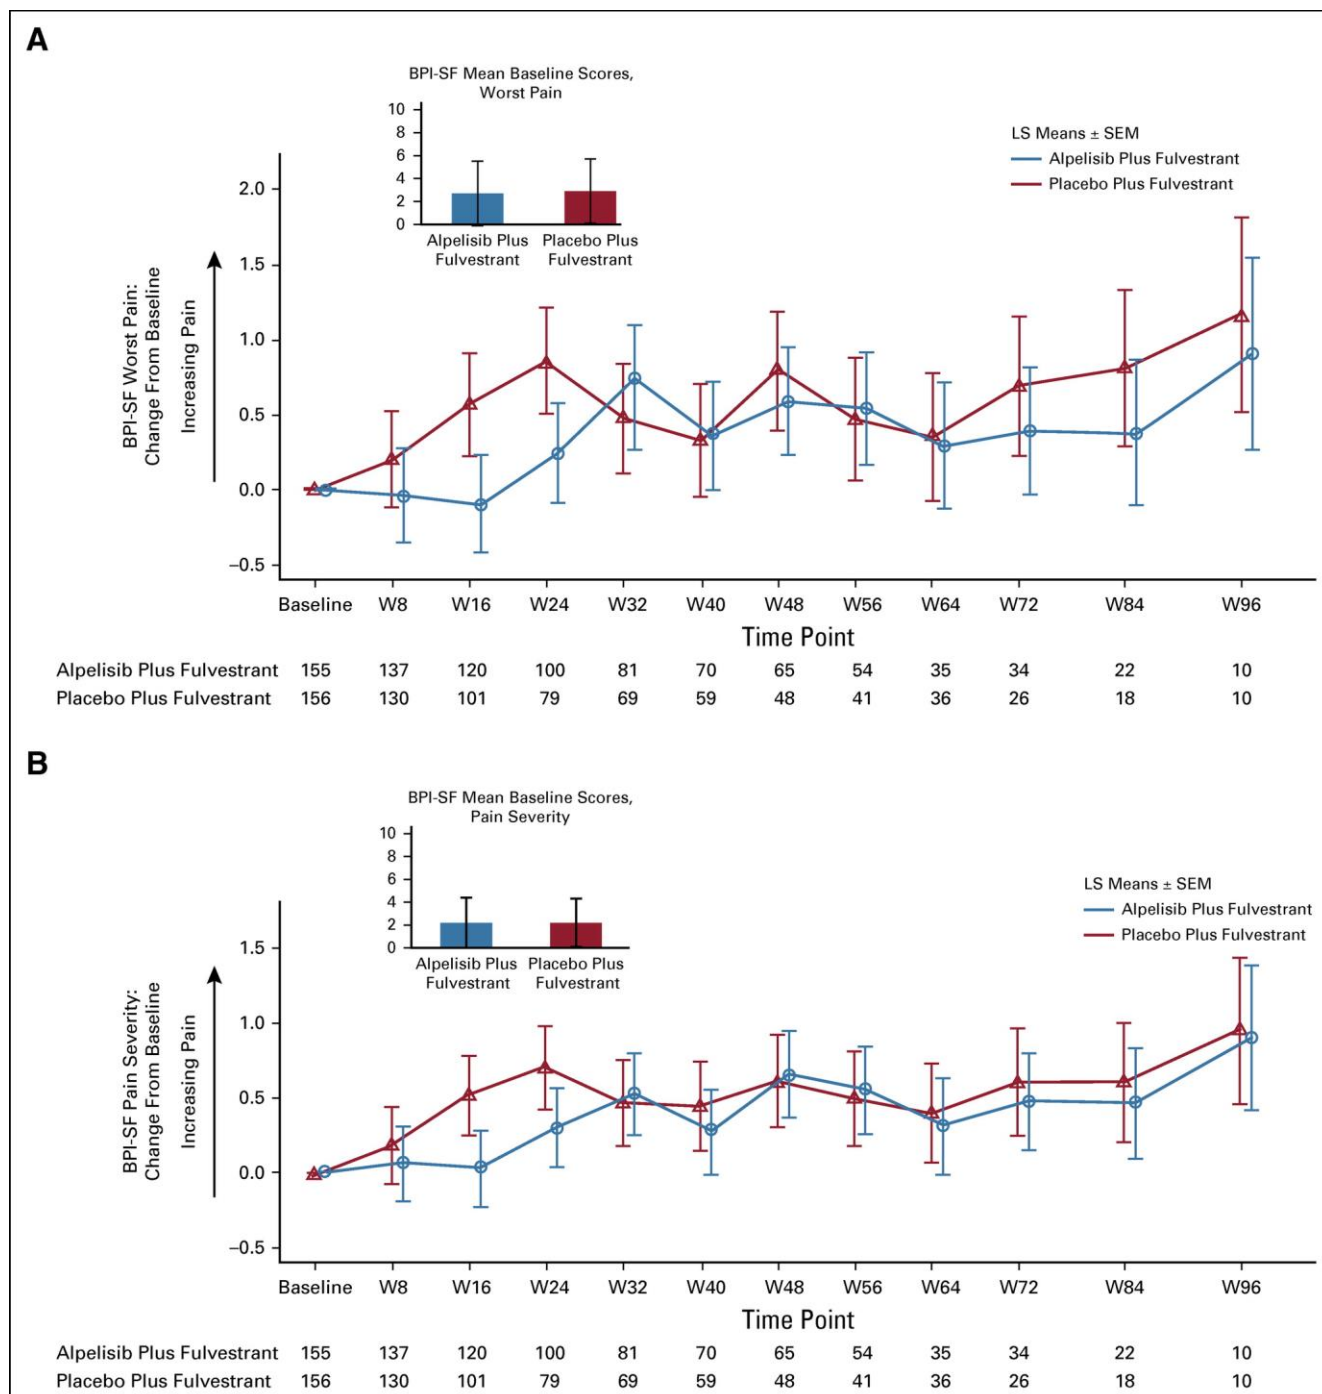 A
BPI-SF Mean Baseline Scores,
Worst Pain
10
8
6
4
2
0
Alpelisib Plus
Fulvestrant
Placebo Plus
Fulvestrant
LS Means ± SEM
Alpelisib Plus Fulvestrant
Placebo Plus Fulvestrant
BPI-SF Worst Pain:
Change From Baseline
Increasing Pain
2.0
1.5
1.0
0.5
0.0
–0.5
Baseline W8 W16 W24 W32 W40 W48 W56 W64 W72 W84 W96
Time Point
Alpelisib Plus Fulvestrant 155 137 120 100 81 70 65 54 35 34 22 10
Placebo Plus Fulvestrant 156 130 101 79 69 59 48 41 36 26 18 10
B
BPI-SF Mean Baseline Scores,
Pain Severity
10
8
6
4
2
0
Alpelisib Plus
Fulvestrant
Placebo Plus
Fulvestrant
LS Means ± SEM
Alpelisib Plus Fulvestrant
Placebo Plus Fulvestrant
BPI-SF Pain Severity:
Change From Baseline
Increasing Pain
1.5
1.0
0.5
0.0
–0.5
Baseline W8 W16 W24 W32 W40 W48 W56 W64 W72 W84 W96
Time Point
Alpelisib Plus Fulvestrant 155 137 120 100 81 70 65 54 35 34 22 10
Placebo Plus Fulvestrant 156 130 101 79 69 59 48 41 36 26 18 10